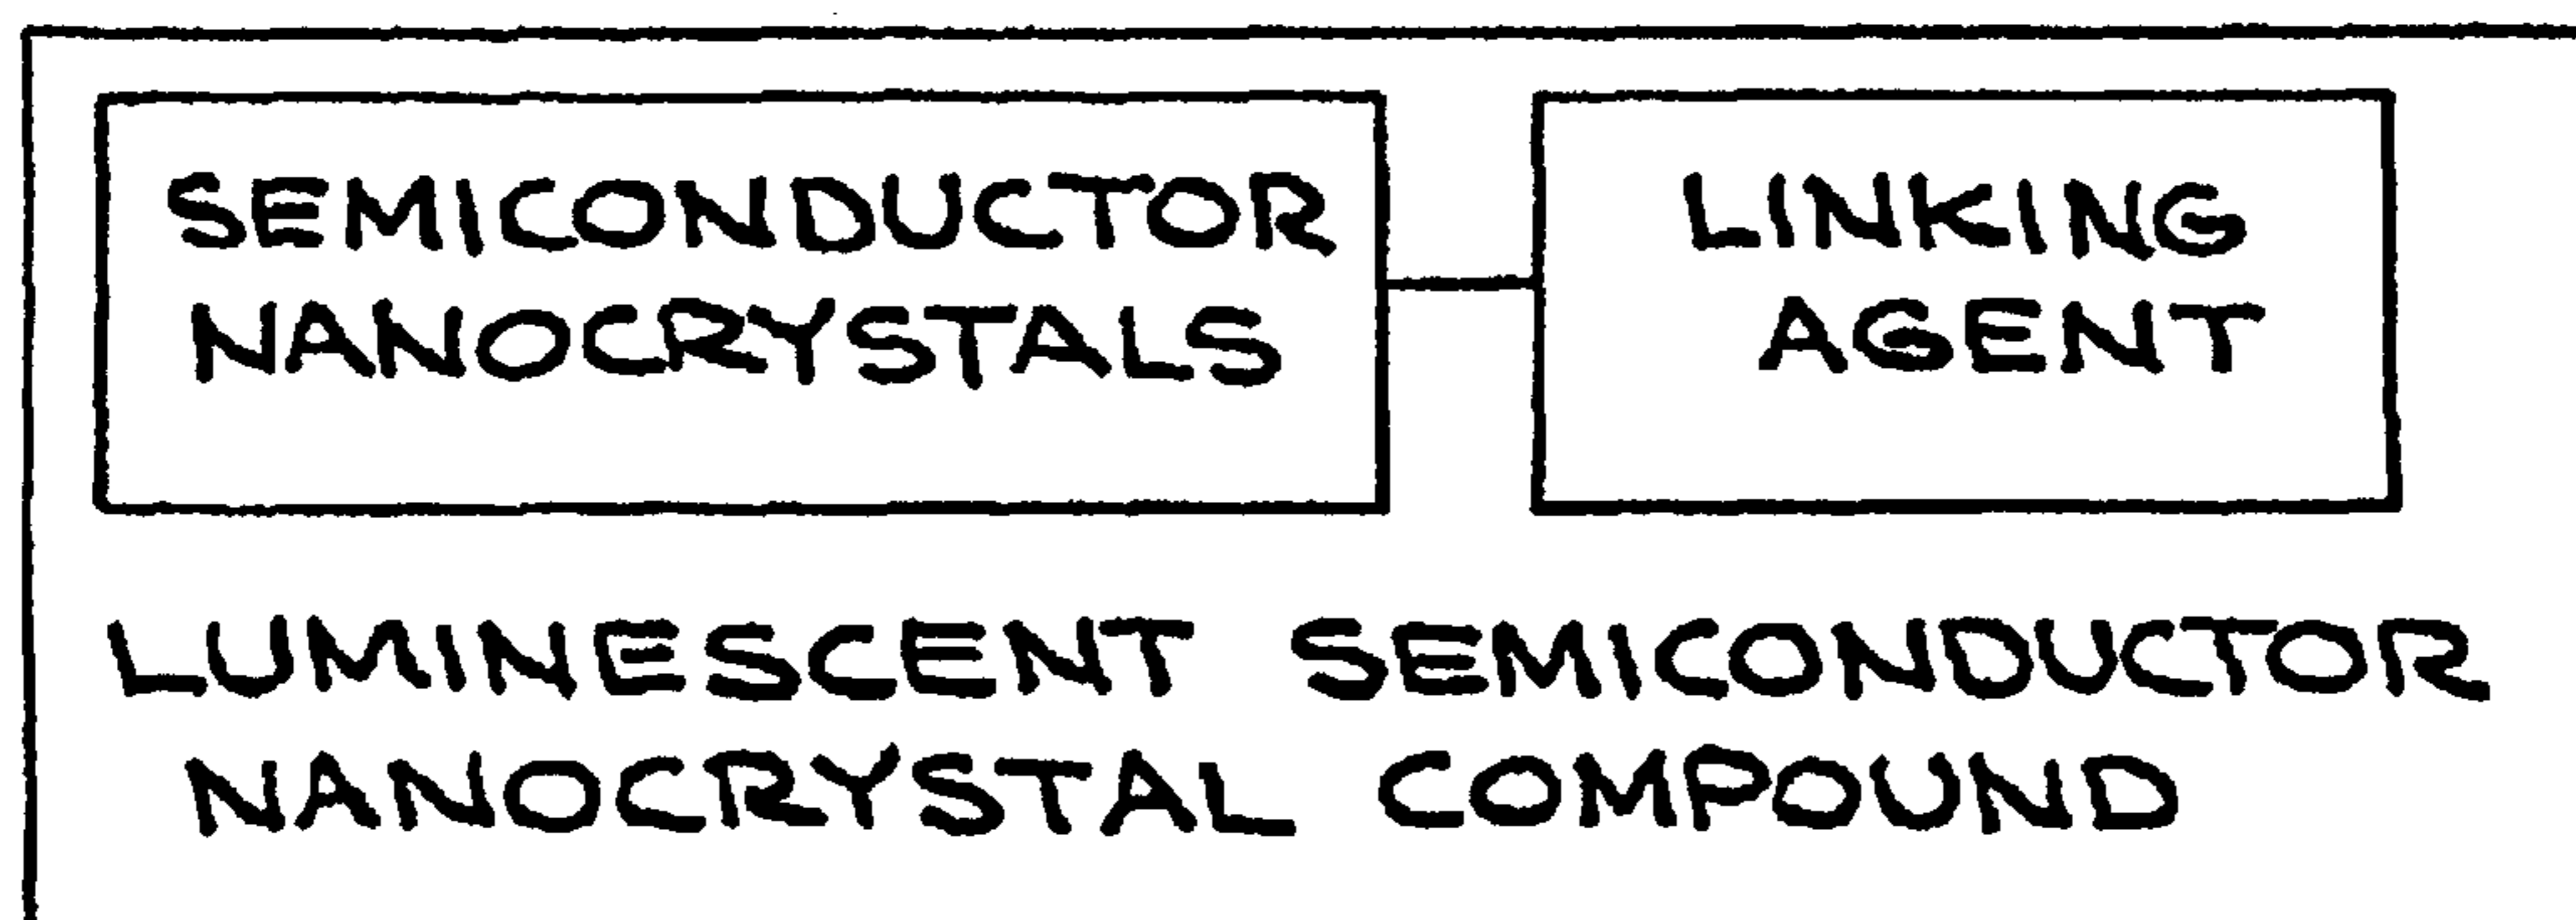 SEMICONDUCTOR
NANOCRYSTALS
LINKING
AGENT
LUMINESCENT SEMICONDUCTOR
NANOCRYSTAL COMPOUND